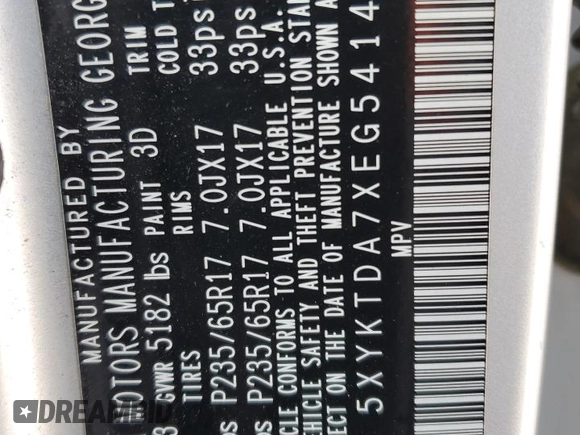 MANUFACTURED BY
MOTORS MANUFACTURING GEORG
GVWR 5182 lbs PAINT 3D TRIM
TIRES RIMS COLD T
P235/65R17 7.0JX17 33ps
P235/65R17 7.0JX17 33ps
CLE CONFORMS TO ALL APPLICABLE U.S.A.
VEHICLE SAFETY AND THEFT PREVENTION STAN
ECT ON THE DATE OF MANUFACTURE SHOWN A
5XYKTDA7XEG5414
MPV
DREAMBID